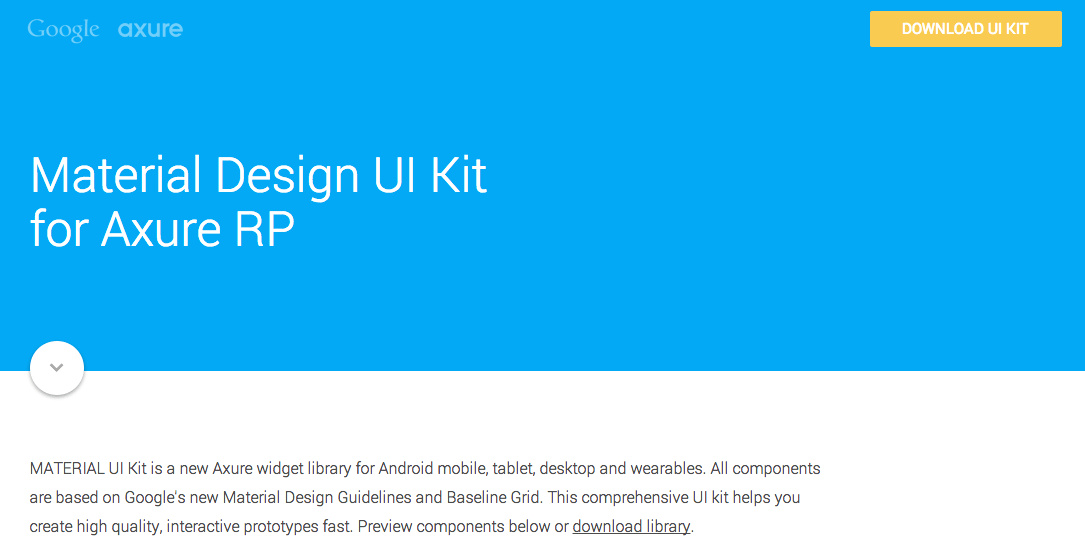 Google axure
DOWNLOAD UI KIT
Material Design UI Kit
for Axure RP
MATERIAL UI Kit is a new Axure widget library for Android mobile, tablet, desktop and wearables. All components
are based on Google's new Material Design Guidelines and Baseline Grid. This comprehensive UI kit helps you
create high quality, interactive prototypes fast. Preview components below or download library.